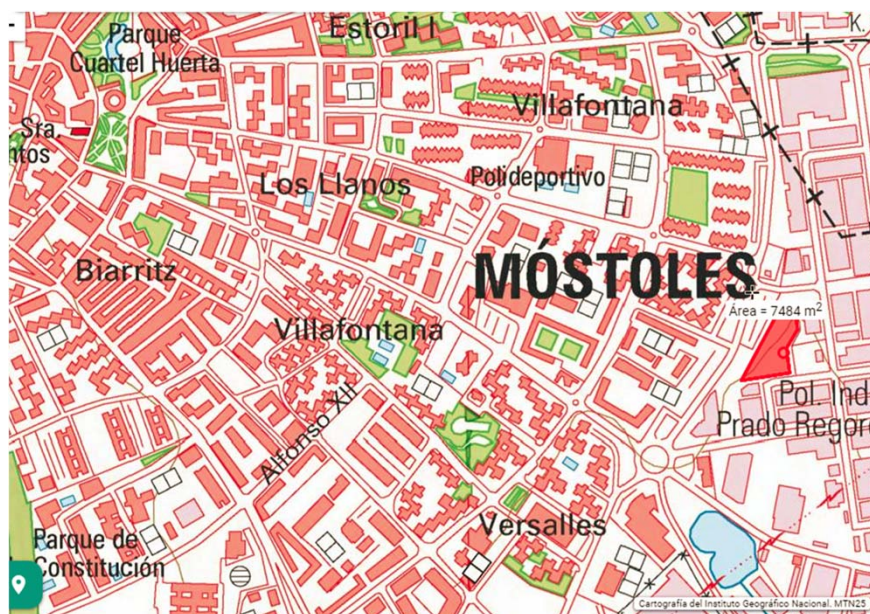 Estoril I
K.
Parque
Cuartel Huerta
Villafontana
Sra.
ntos
Los Llanos
Polideportivo
Biarritz
MÓSTOLES
Área = 7484 m²
Villafontana
Pol. Ind
Prado Regor
Alfonso XII
Versalles
Parque de
Constitución
Cartografía del Instituto Geográfico Nacional. MTN25